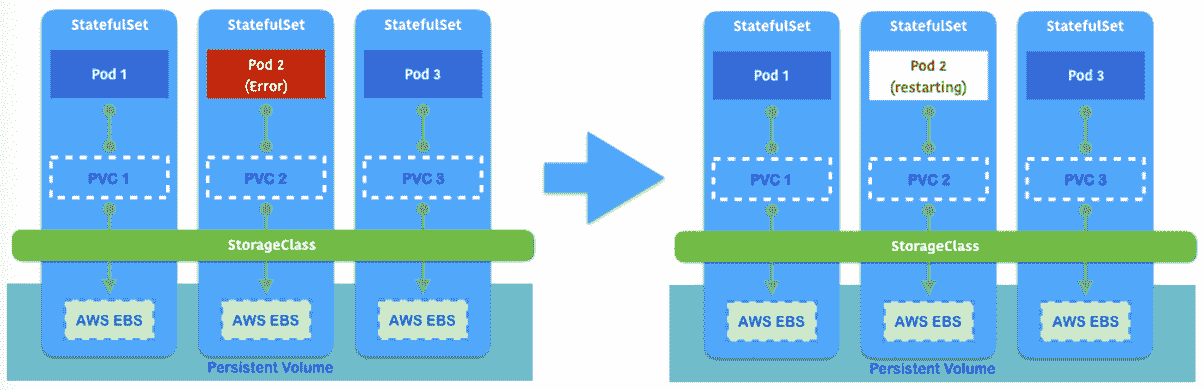 StatefulSet StatefulSet StatefulSet
Pod 1
Pod 2
(Error)
Pod 3
PVC 1 PVC 2 PVC 3
StorageClass
AWS EBS AWS EBS AWS EBS
Persistent Volume
StatefulSet StatefulSet StatefulSet
Pod 1
Pod 2
(restarting)
Pod 3
PVC 1 PVC 2 PVC 3
StorageClass
AWS EBS AWS EBS AWS EBS
Persistent Volume